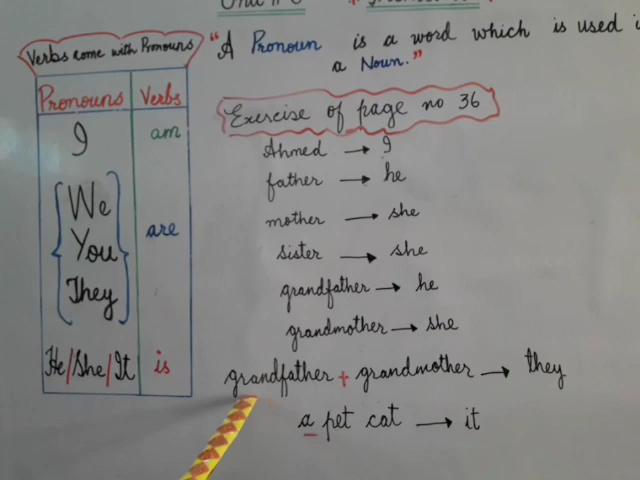 Verbs come with Pronouns
Pronouns Verbs
I am
We
You are
They
He/She/It is
"A Pronoun is a word which is used
a Noun."
Exercise of page no 36
Ahmed → I
father → he
mother → she
sister → she
grandfather → he
grandmother → she
grandfather + grandmother → they
a pet cat → it